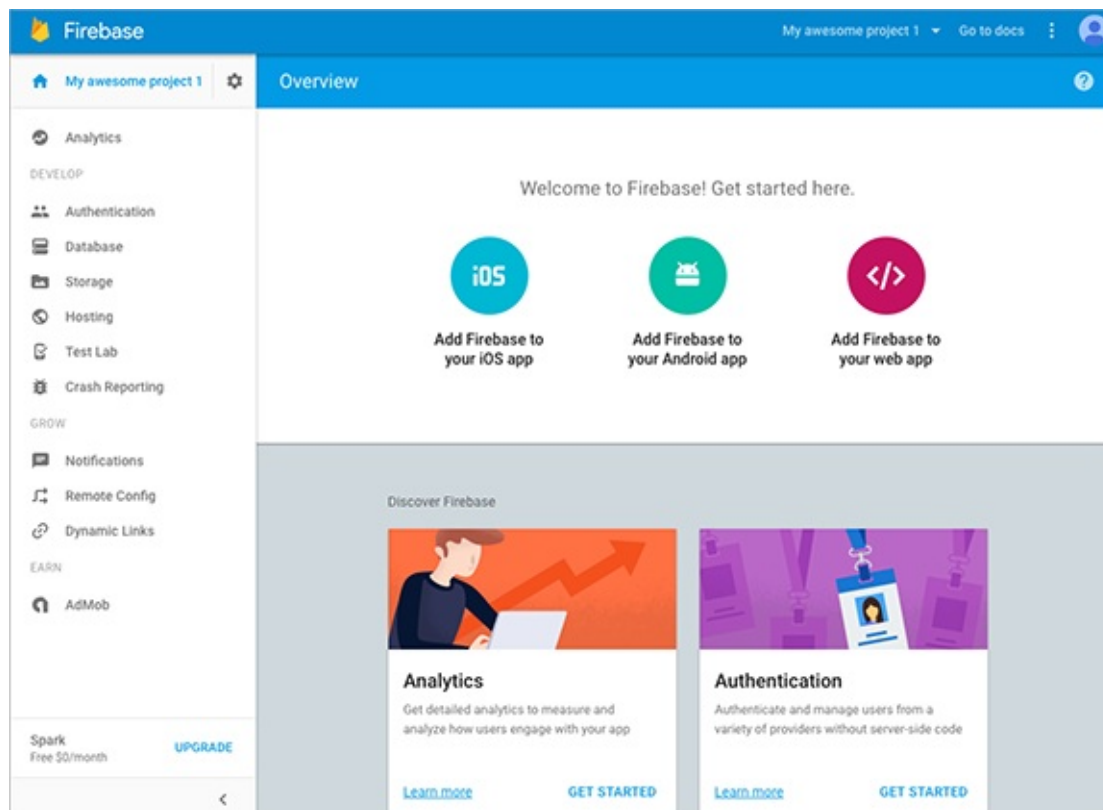 Firebase
My awesome project 1
Go to docs
My awesome project 1
Overview
Analytics
DEVELOP
Authentication
Database
Storage
Hosting
Test Lab
Crash Reporting
GROW
Notifications
Remote Config
Dynamic Links
EARN
AdMob
Spark
Free $0/month
UPGRADE
Welcome to Firebase! Get started here.
iOS
Add Firebase to
your iOS app
Add Firebase to
your Android app
</>
Add Firebase to
your web app
Discover Firebase
Analytics
Get detailed analytics to measure and
analyze how users engage with your app
Learn more
GET STARTED
Authentication
Authenticate and manage users from a
variety of providers without server-side code
Learn more
GET STARTED